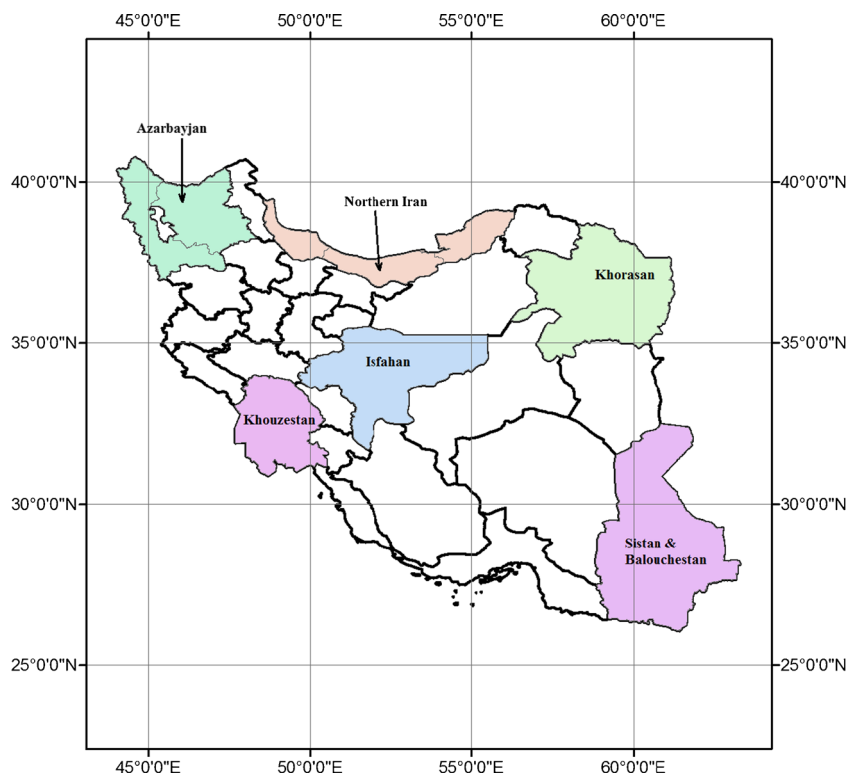 45°0'0"E 50°0'0"E 55°0'0"E 60°0'0"E
Azarbayjan
40°0'0"N 40°0'0"N
Northern Iran
Khorasan
35°0'0"N 35°0'0"N
Isfahan
Khouzestan
30°0'0"N 30°0'0"N
Sistan &
Balouchestan
25°0'0"N 25°0'0"N
45°0'0"E 50°0'0"E 55°0'0"E 60°0'0"E